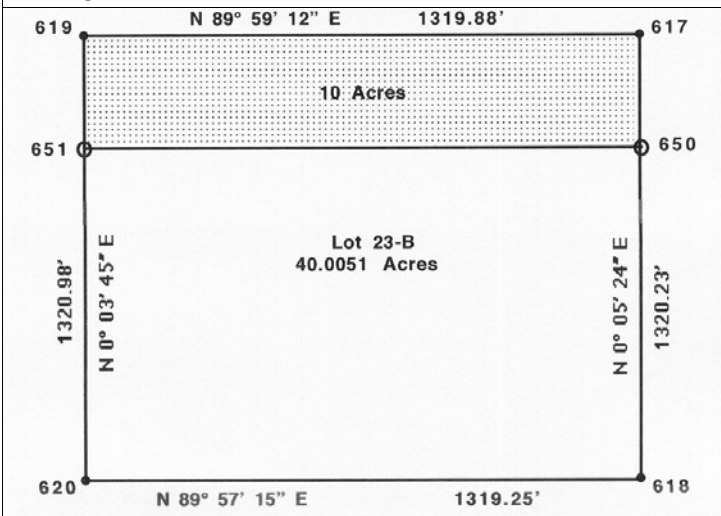 N 89° 59' 12" E 1319.88'
619
617
10 Acres
651
650
Lot 23-B
40.0051 Acres
1320.98'
N 0° 03' 45" E
N 0° 05' 24" E
1320.23'
620
618
N 89° 57' 15" E 1319.25'